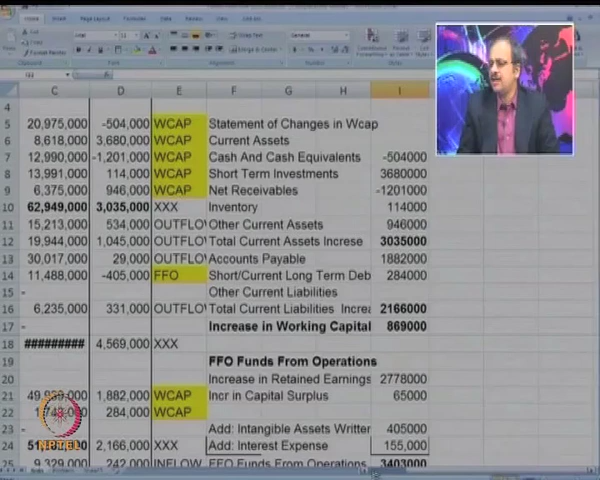 Home Insert Page Layout Formulas Data Review View
C D E F G H I
4
5 20,975,000 -504,000 WCAP Statement of Changes in Wcap
6 8,618,000 3,680,000 WCAP Current Assets
7 12,990,000 -1,201,000 WCAP Cash And Cash Equivalents -504000
8 13,991,000 114,000 WCAP Short Term Investments 3680000
9 6,375,000 946,000 WCAP Net Receivables -1201000
10 62,949,000 3,035,000 XXX Inventory 114000
11 15,213,000 534,000 OUTFLO Other Current Assets 946000
12 19,944,000 1,045,000 OUTFLO Total Current Assets Increse 3035000
13 30,017,000 29,000 OUTFLO Accounts Payable 1882000
14 11,488,000 -405,000 FFO Short/Current Long Term Deb 284000
15 - Other Current Liabilities
16 6,235,000 331,000 OUTFLO Total Current Liabilities Increa 2166000
17 - Increase in Working Capital 869000
18 ######### 4,569,000 XXX
19 FFO Funds From Operations
20 Increase in Retained Earnings 2778000
21 1,882,000 WCAP Incr in Capital Surplus 65000
22 284,000 WCAP
23 - Add: Intangible Assets Written 405000
24 2,166,000 XXX Add: Interest Expense 155,000
25 9,329,000 242,000 INFLOW FFO Funds From Operations 3403000
NPTEL